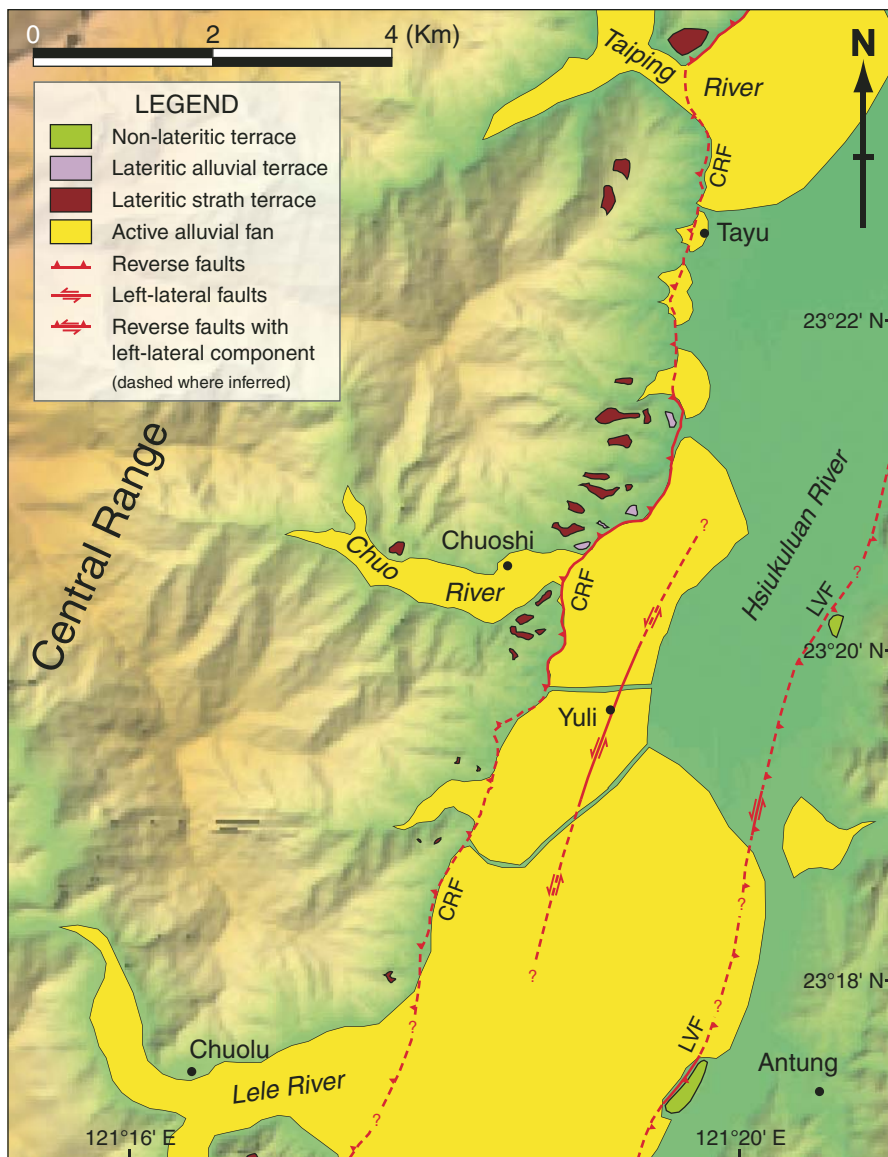 0 2 4 (Km)
Taiping
River
N
LEGEND
Non-lateritic terrace
Lateritic alluvial terrace
Lateritic strath terrace
Active alluvial fan
Reverse faults
Left-lateral faults
Reverse faults with
left-lateral component
(dashed where inferred)
CRF
Tayu
23°22' N
Central Range
Hsiukuluan River
?
Chuoshi
Chuo
River
CRF
?
LVF
23°20' N
Yuli
CRF
?
?
23°18' N
?
LVF
Antung
Chuolu
Lele River
121°16' E
121°20' E